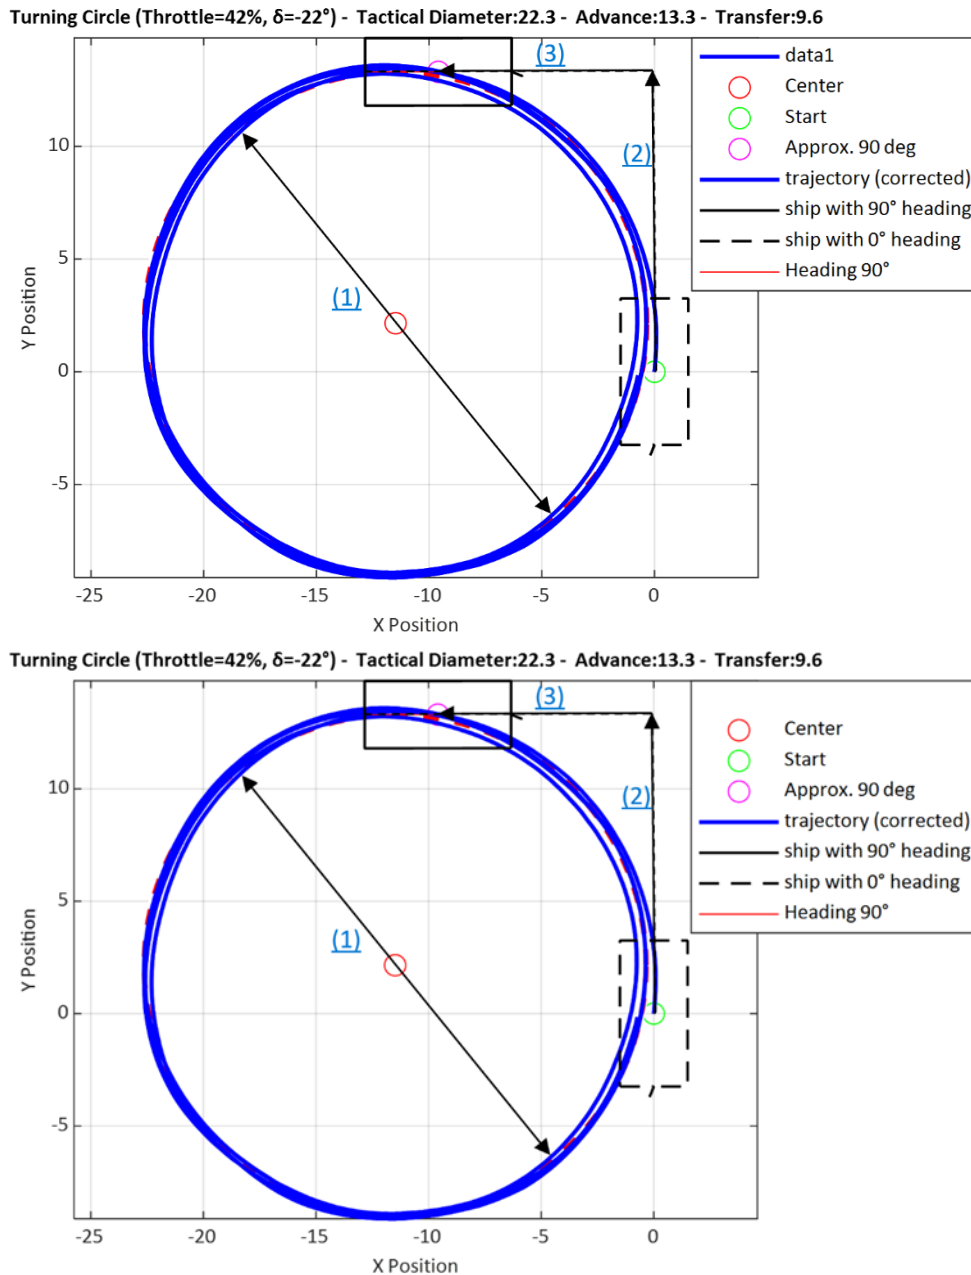 Turning Circle (Throttle=42%, δ=-22°) - Tactical Diameter:22.3 - Advance:13.3 - Transfer:9.6
(3)
data1
Center
Start
Approx. 90 deg
trajectory (corrected)
ship with 90° heading
ship with 0° heading
Heading 90°
(2)
(1)
10
5
0
-5
Y Position
-25
-20
-15
-10
-5
0
X Position
Turning Circle (Throttle=42%, δ=-22°) - Tactical Diameter:22.3 - Advance:13.3 - Transfer:9.6
(3)
Center
Start
Approx. 90 deg
trajectory (corrected)
ship with 90° heading
ship with 0° heading
Heading 90°
(2)
(1)
10
5
0
-5
Y Position
-25
-20
-15
-10
-5
0
X Position